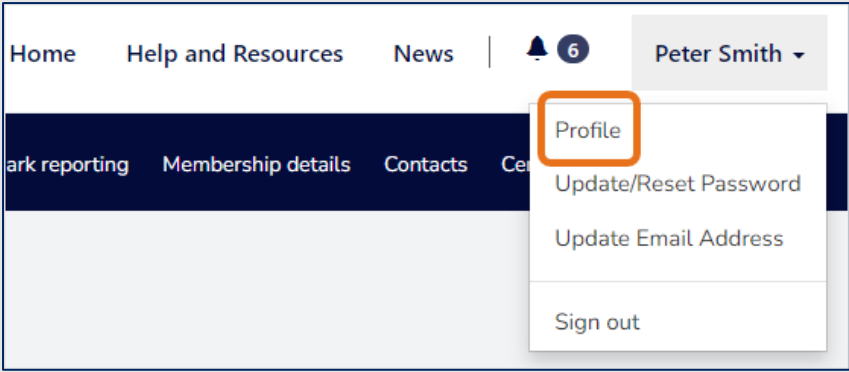 Home Help and Resources News 6 Peter Smith
Profile
ark reporting Membership details Contacts Ce
Update/Reset Password
Update Email Address
Sign out